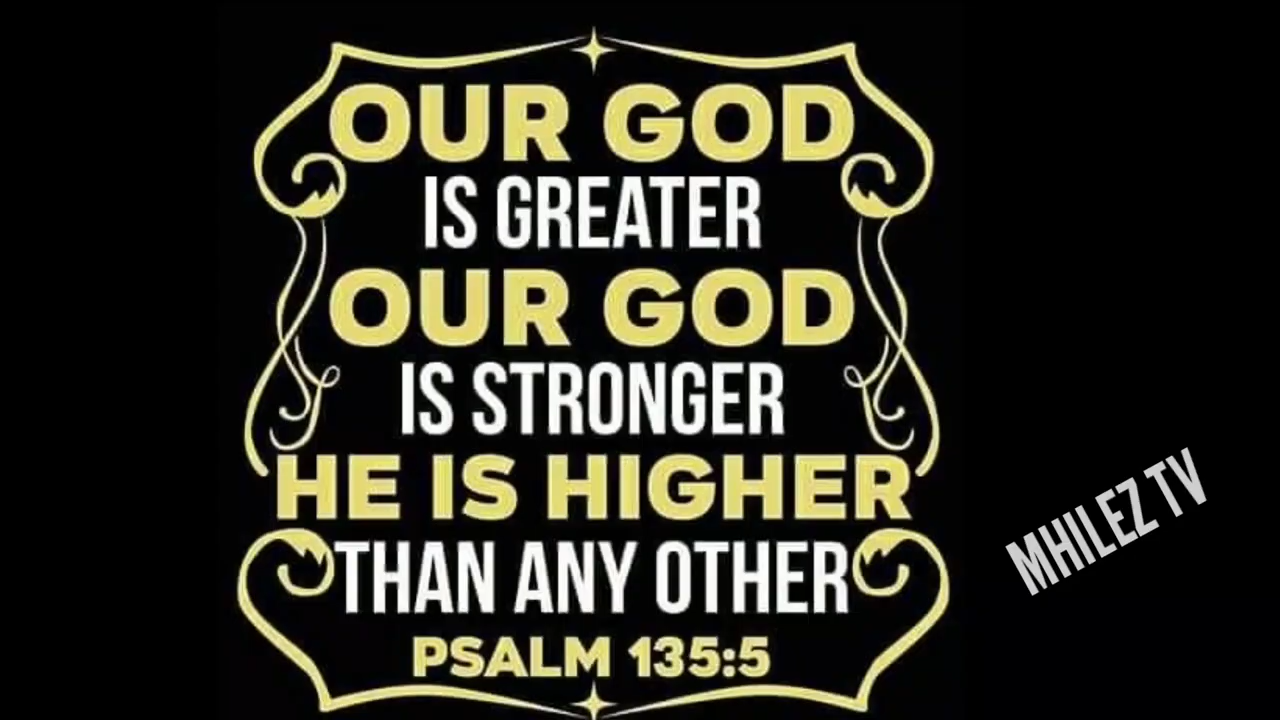 OUR GOD
IS GREATER
OUR GOD
IS STRONGER
HE IS HIGHER
THAN ANY OTHER
PSALM 135:5
MHILEZ TV